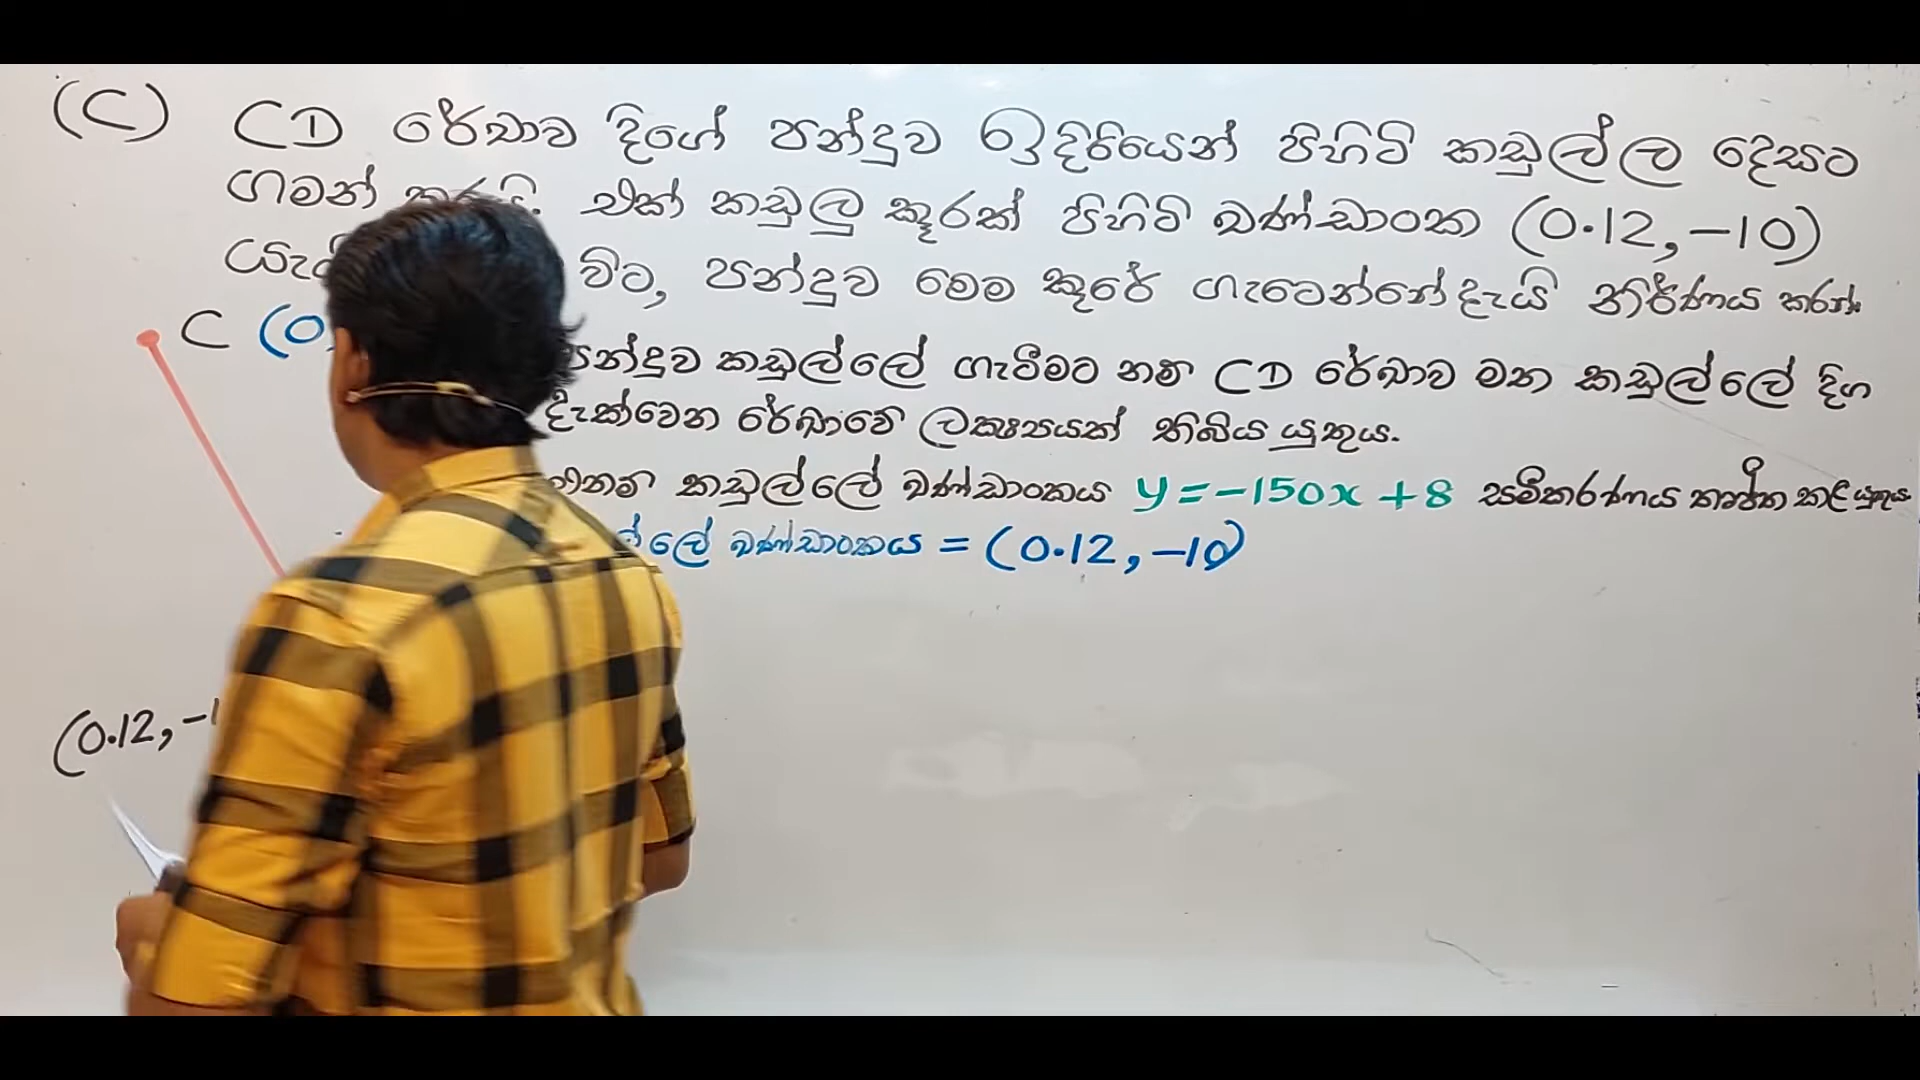 (C) CD රේඛාව දිගේ පන්දුව ඉදිරියෙන් පිහිටි කඩුල්ල දෙසට
ගමන් එක් කඩුලු කූරක් පිහිටි ඛණ්ඩාංක (0.12, -10)
විට, පන්දුව මෙම කූරේ ගැටෙන්නේදැයි නිර්ණය කරන්න.
C (0
පන්දුව කඩුල්ලේ ගැටීමට නම් CD රේඛාව මත කඩුල්ලේ දිග
දැක්වෙන රේඛාවේ ලක්ෂ්‍යයක් තිබිය යුතුය.
කඩුල්ලේ ඛණ්ඩාංකය y = -150x + 8 සමීකරණය තෘප්ත කළ යුතුය
ඛණ්ඩාංකය = (0.12, -10)
(0.12, -1